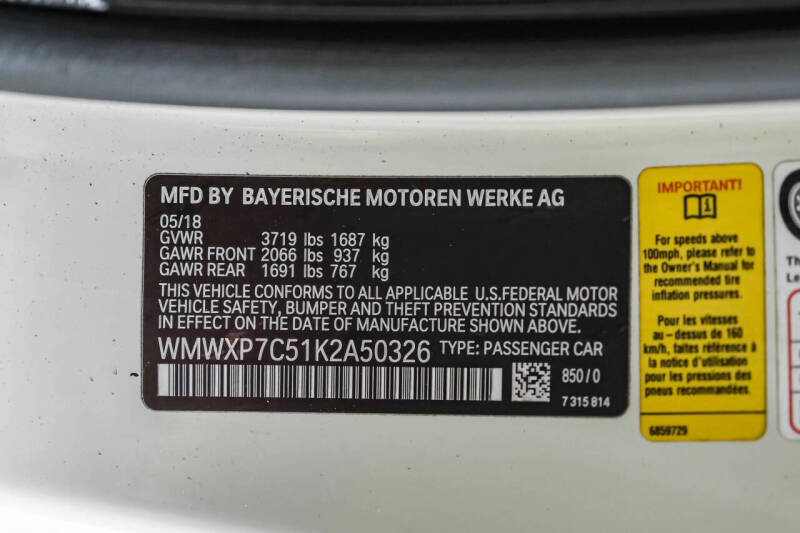 MFD BY BAYERISCHE MOTOREN WERKE AG
05/18
GVWR 3719 lbs 1687 kg
GAWR FRONT 2066 lbs 937 kg
GAWR REAR 1691 lbs 767 kg
THIS VEHICLE CONFORMS TO ALL APPLICABLE U.S.FEDERAL MOTOR
VEHICLE SAFETY, BUMPER AND THEFT PREVENTION STANDARDS
IN EFFECT ON THE DATE OF MANUFACTURE SHOWN ABOVE.
WMWXP7C51K2A50326 TYPE: PASSENGER CAR
850/0
7 315 814
IMPORTANT!
i
For speeds above
100mph, please refer to
the Owner's Manual for
recommended tire
inflation pressures.
Pour les vitesses
au-dessus de 160
km/h, faites référence à
la notice d'utilisation
pour les pressions des
pneus recommandées.
6859729
Th
Le